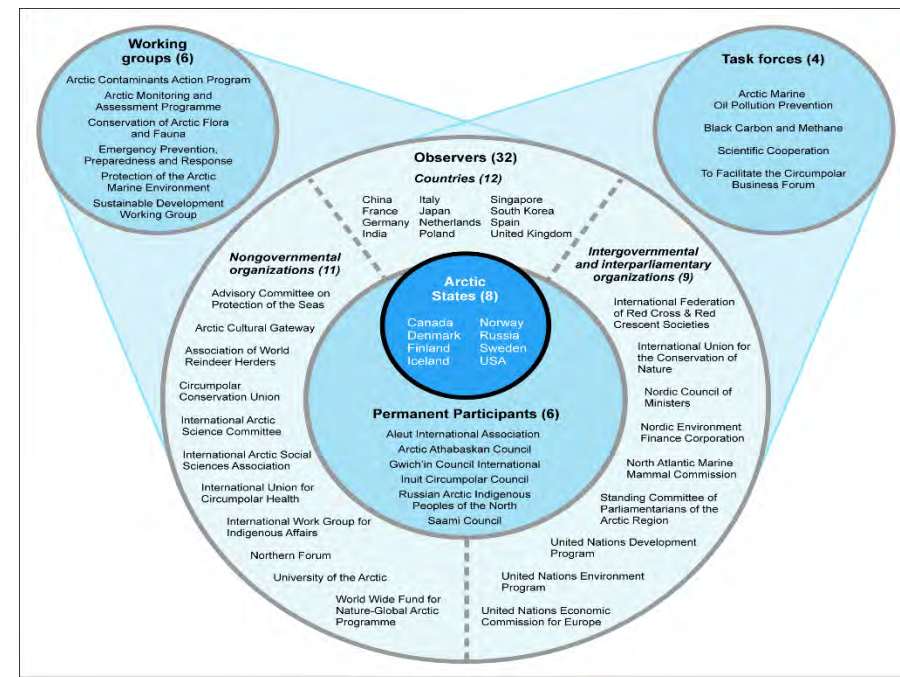 Working
groups (6)
Arctic Contaminants Action Program
Arctic Monitoring and
Assessment Programme
Conservation of Arctic Flora
and Fauna
Emergency Prevention,
Preparedness and Response
Protection of the Arctic
Marine Environment
Sustainable Development
Working Group
Task forces (4)
Arctic Marine
Oil Pollution Prevention
Black Carbon and Methane
Scientific Cooperation
To Facilitate the Circumpolar
Business Forum
Observers (32)
Countries (12)
China
France
Germany
India
Italy
Japan
Netherlands
Poland
Singapore
South Korea
Spain
United Kingdom
Nongovernmental
organizations (11)
Advisory Committee on
Protection of the Seas
Arctic Cultural Gateway
Association of World
Reindeer Herders
Circumpolar
Conservation Union
International Arctic
Science Committee
International Arctic Social
Sciences Association
International Union for
Circumpolar Health
International Work Group for
Indigenous Affairs
Northern Forum
University of the Arctic
World Wide Fund for
Nature-Global Arctic
Programme
Arctic
States (8)
Canada
Denmark
Finland
Iceland
Norway
Russia
Sweden
USA
Permanent Participants (6)
Aleut International Association
Arctic Athabaskan Council
Gwich'in Council International
Inuit Circumpolar Council
Russian Arctic Indigenous
Peoples of the North
Saami Council
Intergovernmental
and interparliamentary
organizations (9)
International Federation
of Red Cross & Red
Crescent Societies
International Union for
the Conservation of
Nature
Nordic Council of
Ministers
Nordic Environment
Finance Corporation
North Atlantic Marine
Mammal Commission
Standing Committee of
Parliamentarians of the
Arctic Region
United Nations Development
Program
United Nations Environment
Program
United Nations Economic
Commission for Europe